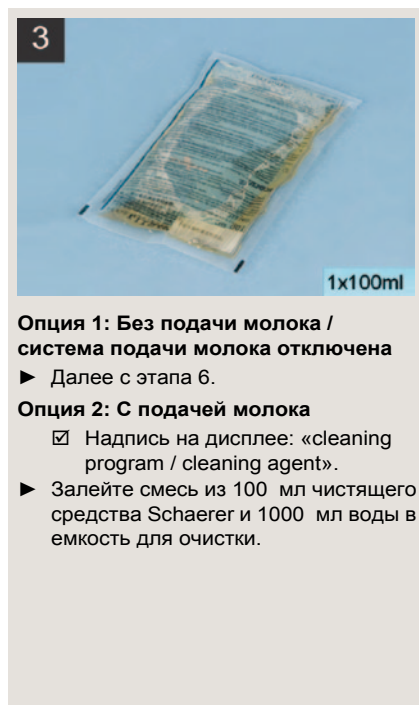 3
1x100ml
Опция 1: Без подачи молока /
система подачи молока отключена
► Далее с этапа 6.
Опция 2: С подачей молока
☑ Надпись на дисплее: «cleaning
program / cleaning agent».
► Залейте смесь из 100 мл чистящего
средства Schaerer и 1000 мл воды в
емкость для очистки.